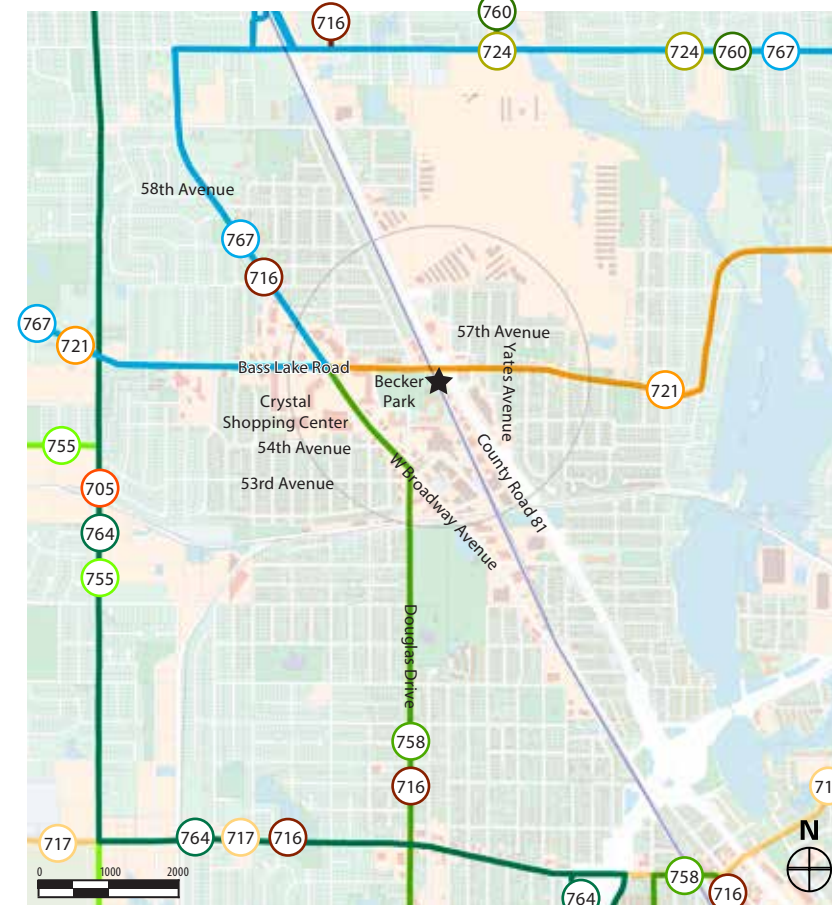 760
716
724
724
760
767
58th Avenue
767
716
767
721
57th Avenue
Yates Avenue
Bass Lake Road
Becker
Park
721
Crystal
Shopping Center
755
54th Avenue
W Broadway Avenue
County Road 81
53rd Avenue
705
764
755
Douglas Drive
758
716
71
717
764
717
716
N
0 1000 2000
758
764
716